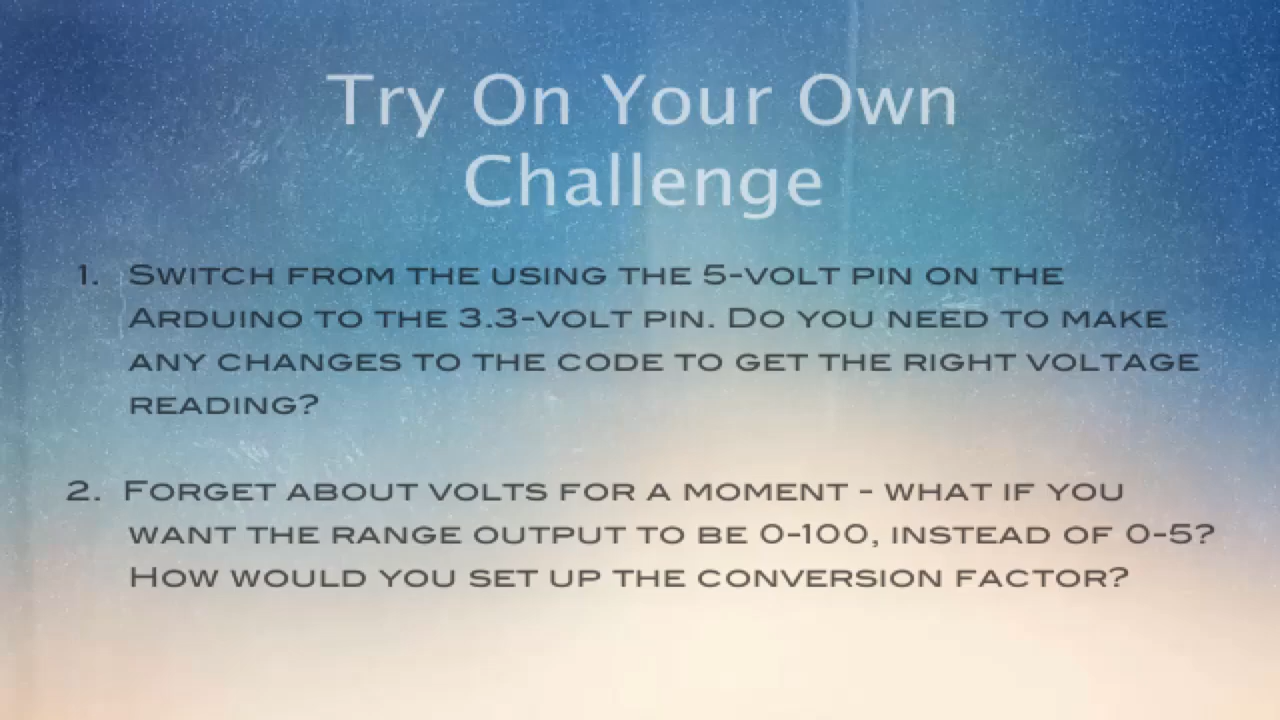 Try On Your Own
Challenge
1. Switch from the using the 5-volt pin on the
Arduino to the 3.3-volt pin. Do you need to make
any changes to the code to get the right voltage
reading?
2. Forget about volts for a moment - what if you
want the range output to be 0-100, instead of 0-5?
How would you set up the conversion factor?